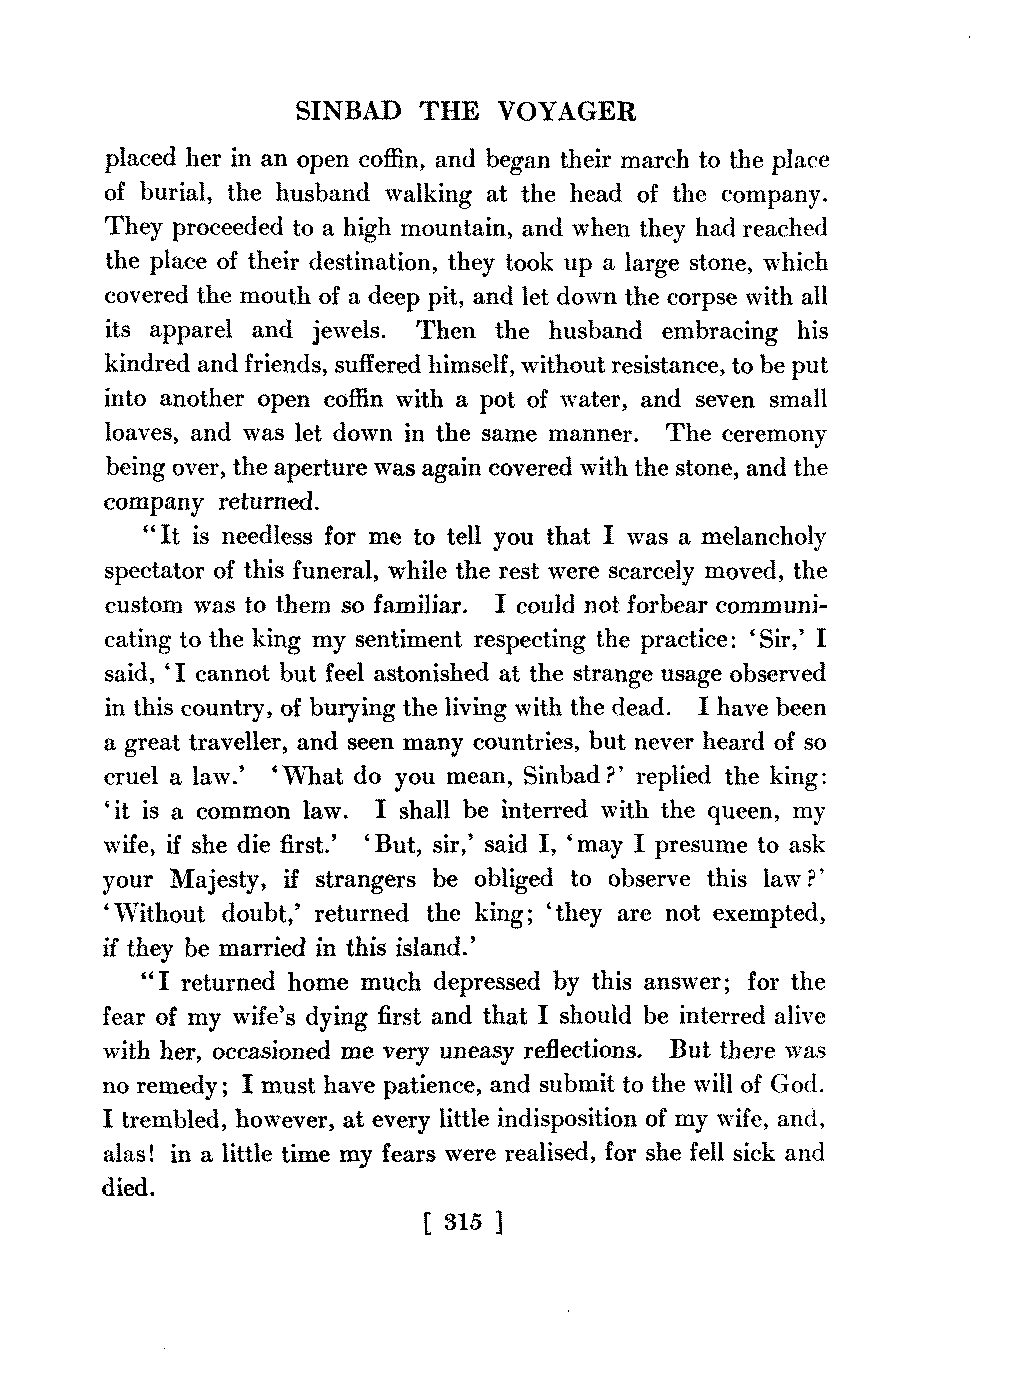 SINBAD THE VOYAGER
placed her in an open coffin, and began their march to the place
of burial, the husband walking at the head of the company.
They proceeded to a high mountain, and when they had reached
the place of their destination, they took up a large stone, which
covered the mouth of a deep pit, and let down the corpse with all
its apparel and jewels. Then the husband embracing his
kindred and friends, suffered himself, without resistance, to be put
into another open coffin with a pot of water, and seven small
loaves, and was let down in the same manner. The ceremony
being over, the aperture was again covered with the stone, and the
company returned.
“It is needless for me to tell you that I was a melancholy
spectator of this funeral, while the rest were scarcely moved, the
custom was to them so familiar. I could not forbear communi-
cating to the king my sentiment respecting the practice: ‘Sir,’ I
said, ‘I cannot but feel astonished at the strange usage observed
in this country, of burying the living with the dead. I have been
a great traveller, and seen many countries, but never heard of so
cruel a law.’ ‘What do you mean, Sinbad?’ replied the king:
‘it is a common law. I shall be interred with the queen, my
wife, if she die first.’ ‘But, sir,’ said I, ‘may I presume to ask
your Majesty, if strangers be obliged to observe this law?’
‘Without doubt,’ returned the king; ‘they are not exempted,
if they be married in this island.’
“I returned home much depressed by this answer; for the
fear of my wife’s dying first and that I should be interred alive
with her, occasioned me very uneasy reflections. But there was
no remedy; I must have patience, and submit to the will of God.
I trembled, however, at every little indisposition of my wife, and,
alas! in a little time my fears were realised, for she fell sick and
died.
[ 315 ]